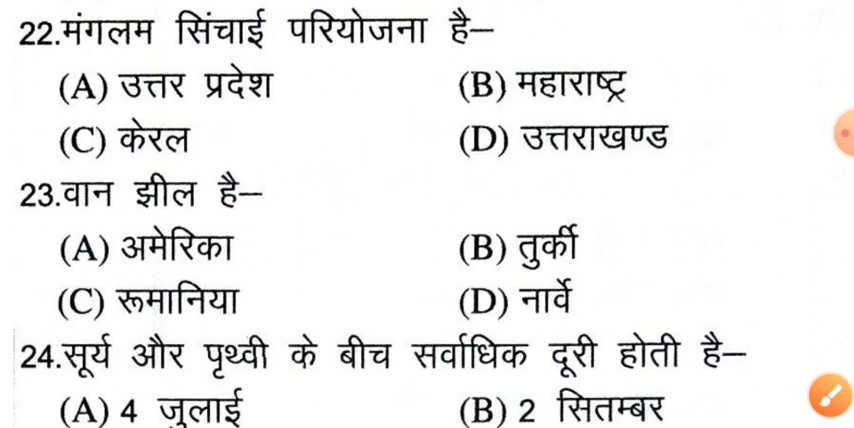 22.मंगलम सिंचाई परियोजना है–
(A) उत्तर प्रदेश (B) महाराष्ट्र
(C) केरल (D) उत्तराखण्ड
23.वान झील है–
(A) अमेरिका (B) तुर्की
(C) रूमानिया (D) नार्वे
24.सूर्य और पृथ्वी के बीच सर्वाधिक दूरी होती है–
(A) 4 जुलाई (B) 2 सितम्बर